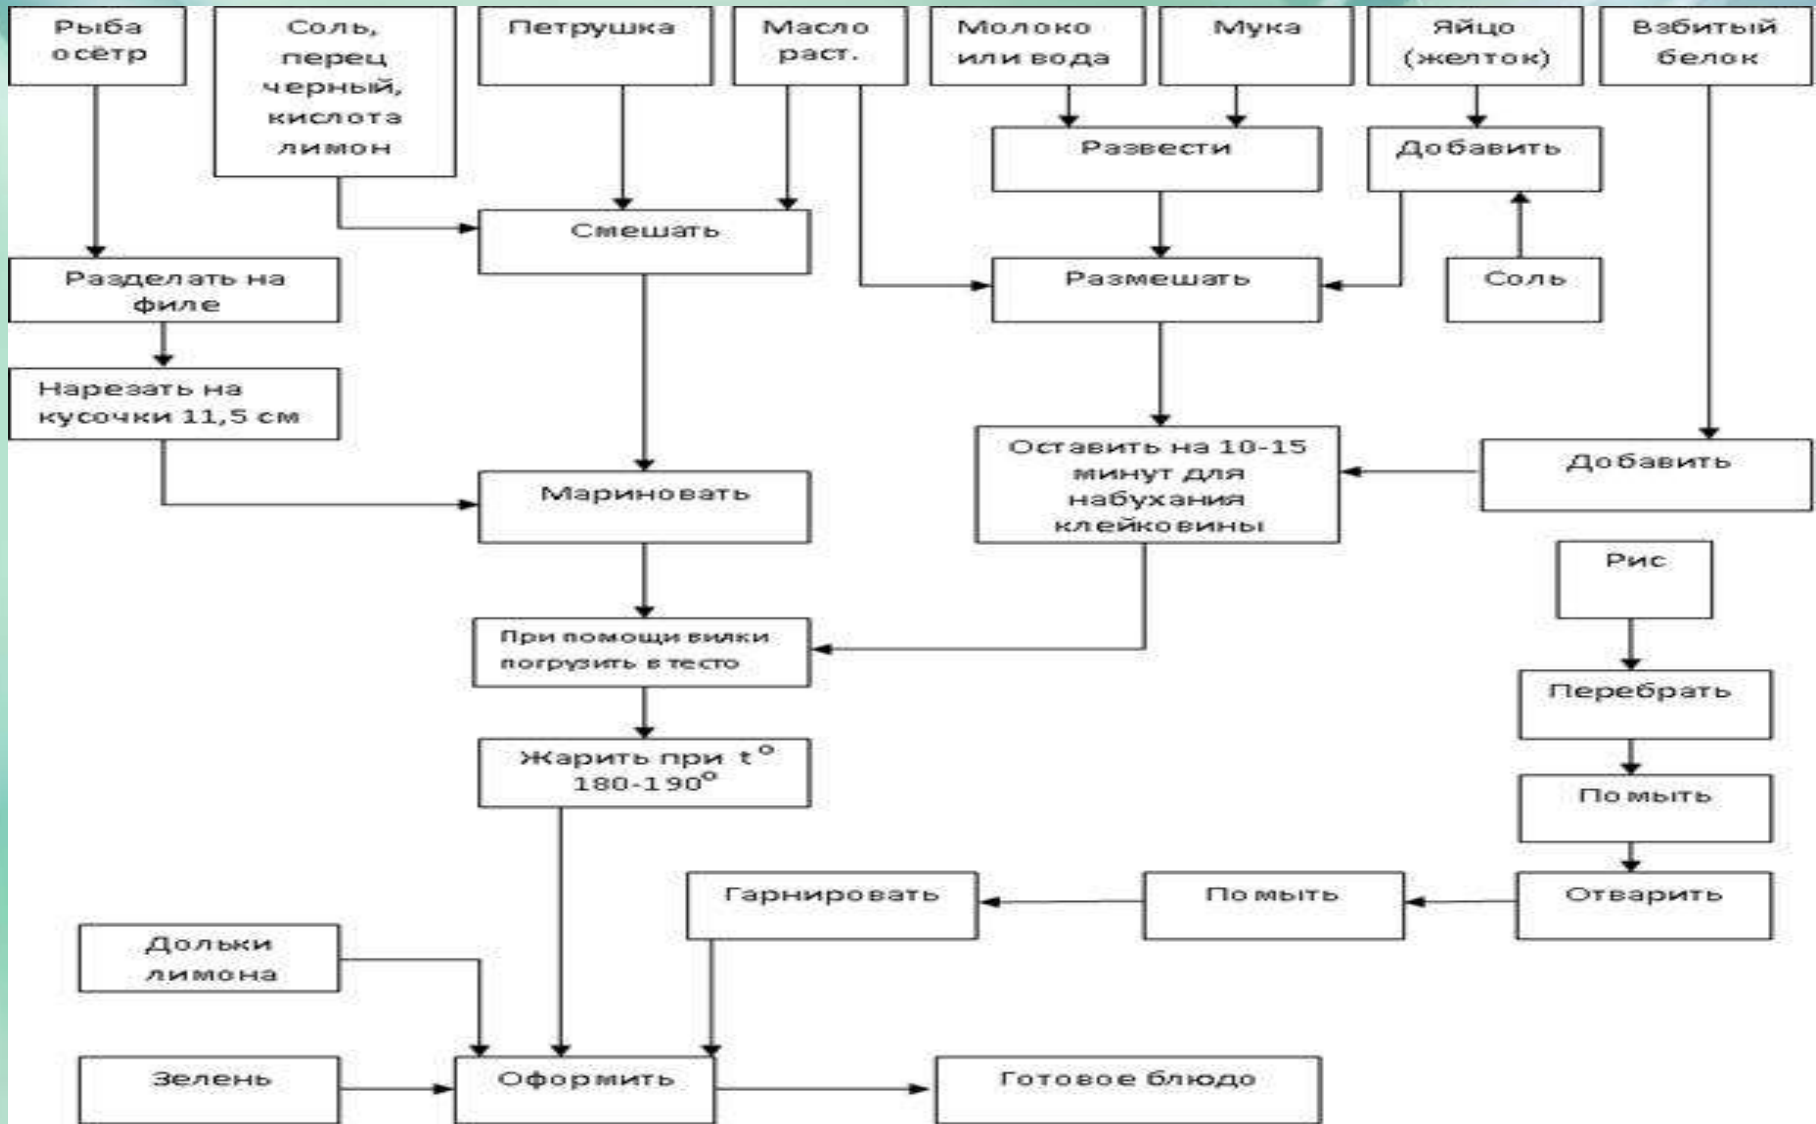 Рыба
осётр
Соль,
перец
черный,
кислота
лимон
Петрушка
Масло
раст.
Молоко
или вода
Мука
Яйцо
(желток)
Взбитый
белок
Развести
Добавить
Смешать
Разделать на
филе
Размешать
Соль
Нарезать на
кусочки 11,5 см
Мариновать
Оставить на 10-15
минут для
набухания
клейковины
Добавить
Рис
При помощи вилки
погрузить в тесто
Перебрать
Жарить при t°
180-190°
Помыть
Гарнировать
Помыть
Отварить
Дольки
лимона
Зелень
Оформить
Готовое блюдо